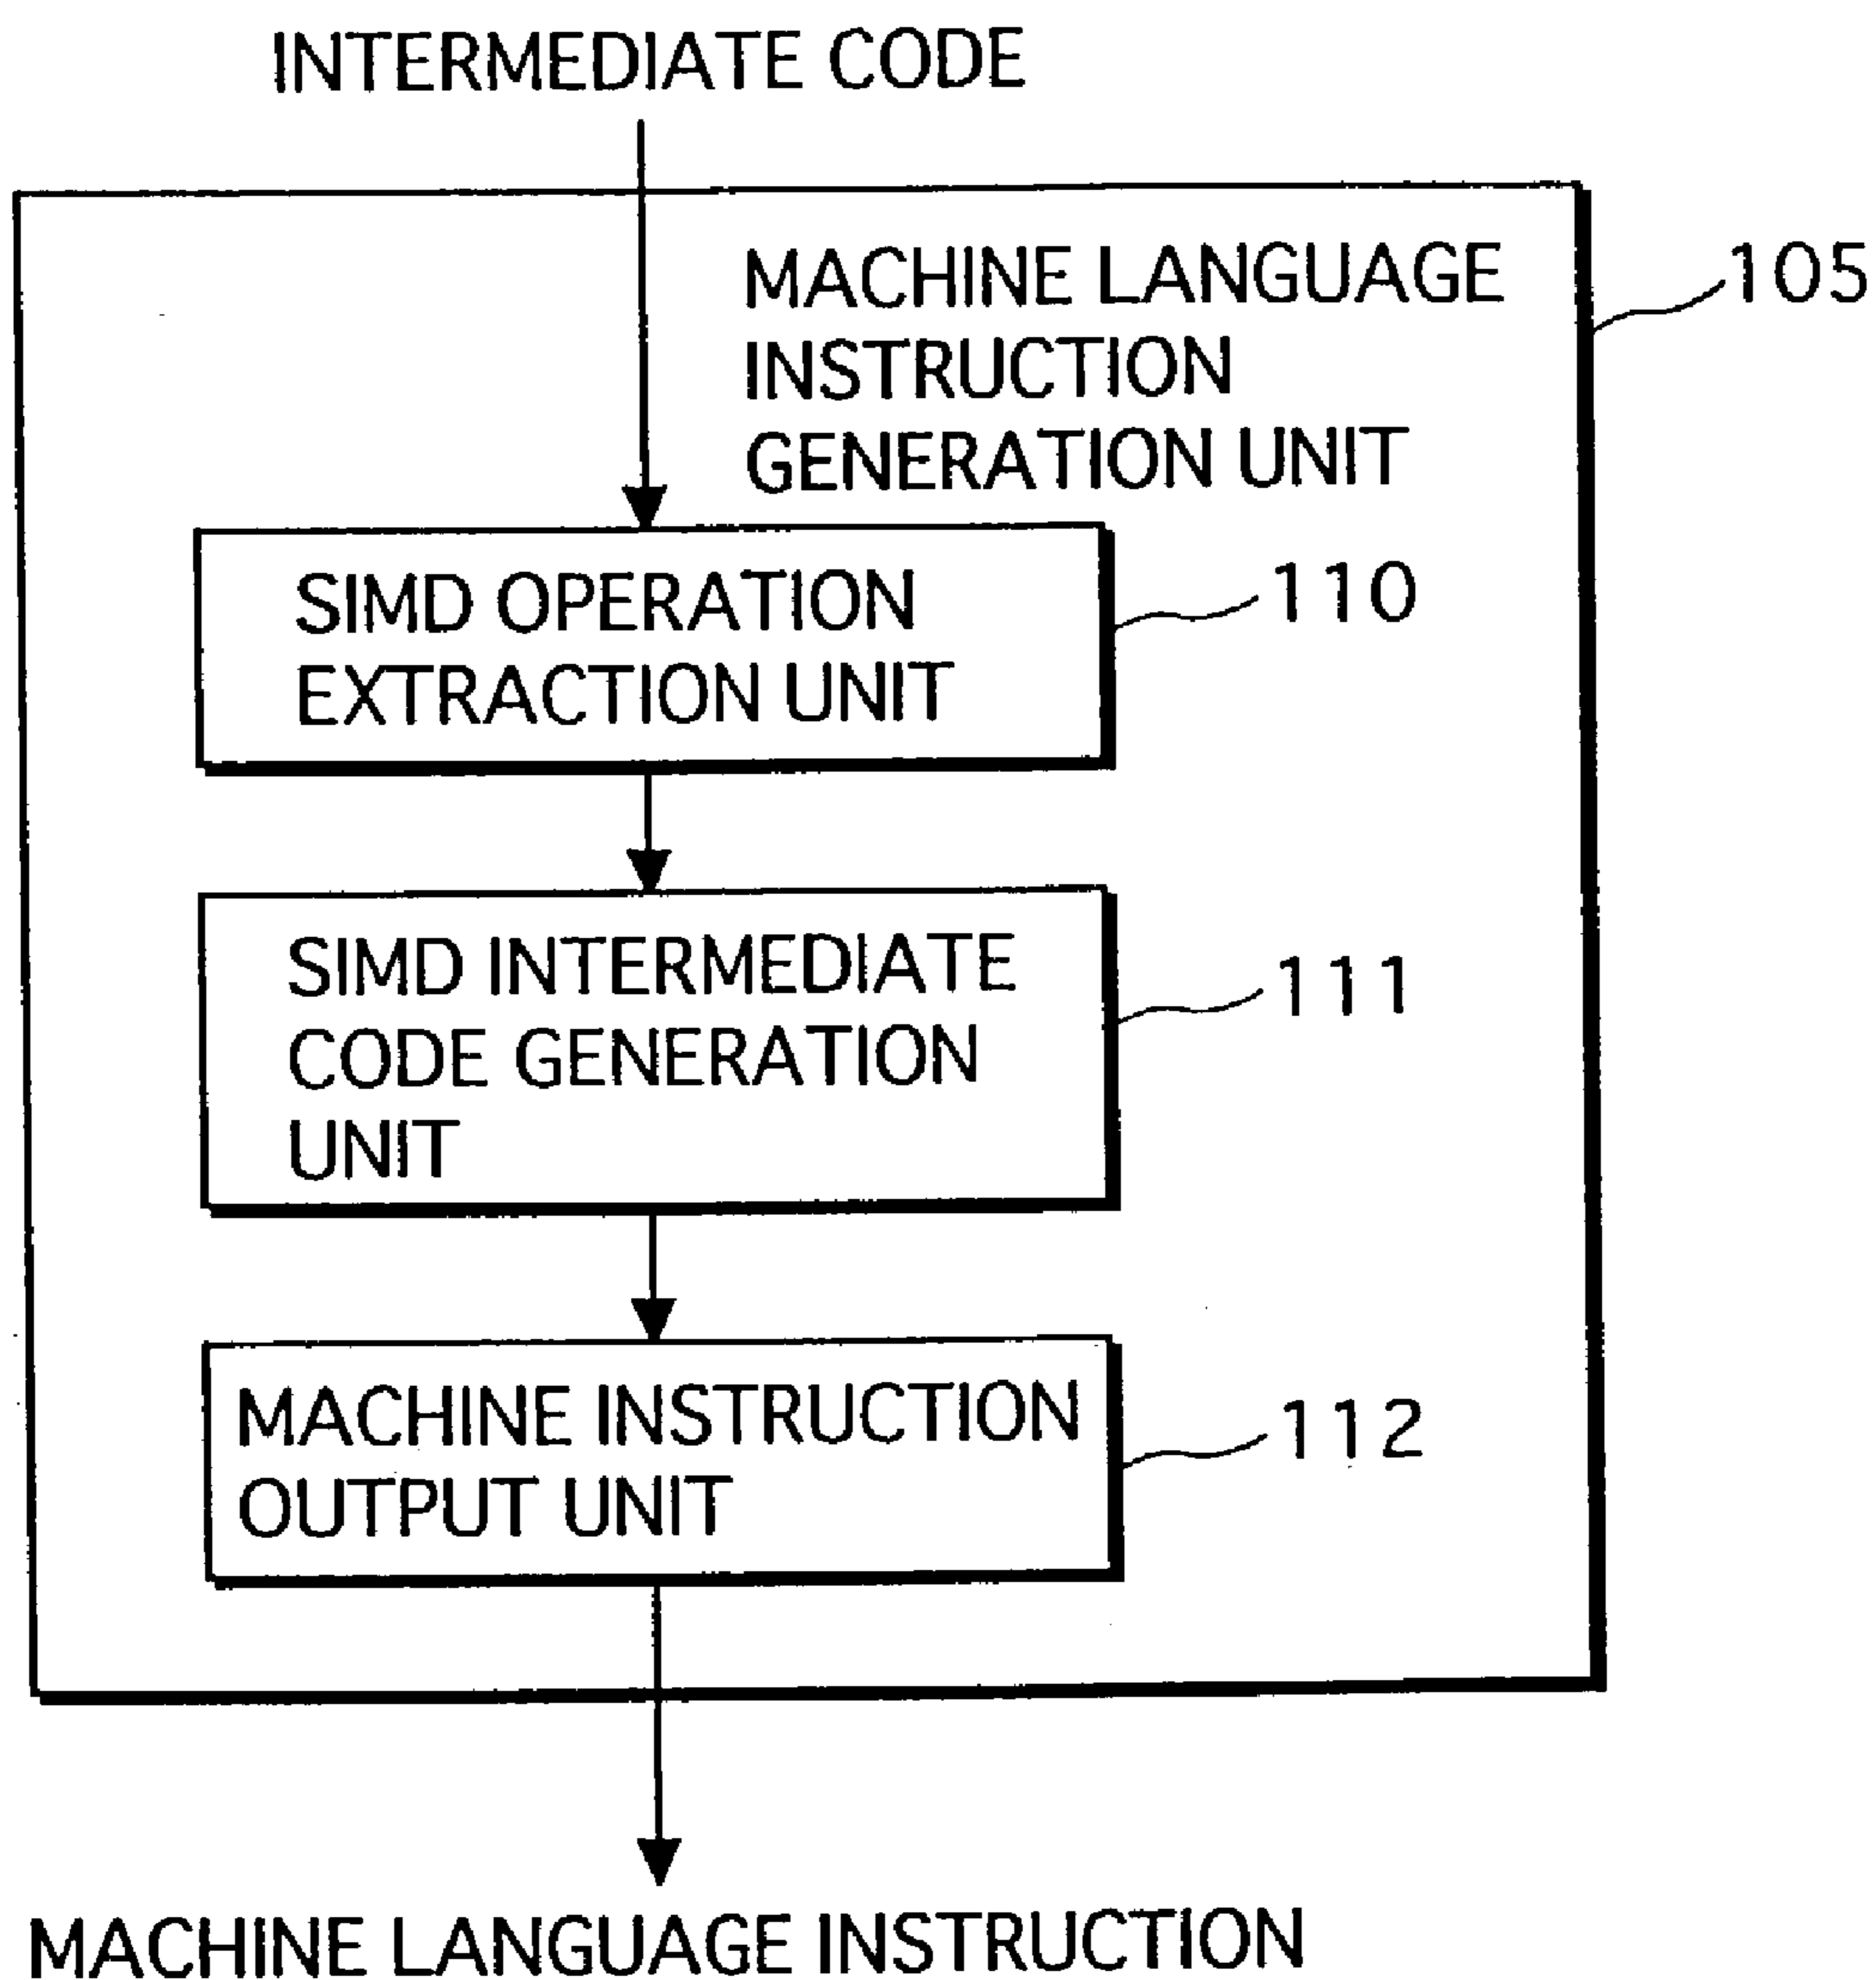 INTERMEDIATE CODE
MACHINE LANGUAGE
INSTRUCTION
GENERATION UNIT
105
SIMD OPERATION
EXTRACTION UNIT
110
SIMD INTERMEDIATE
CODE GENERATION
UNIT
111
MACHINE INSTRUCTION
OUTPUT UNIT
112
MACHINE LANGUAGE INSTRUCTION